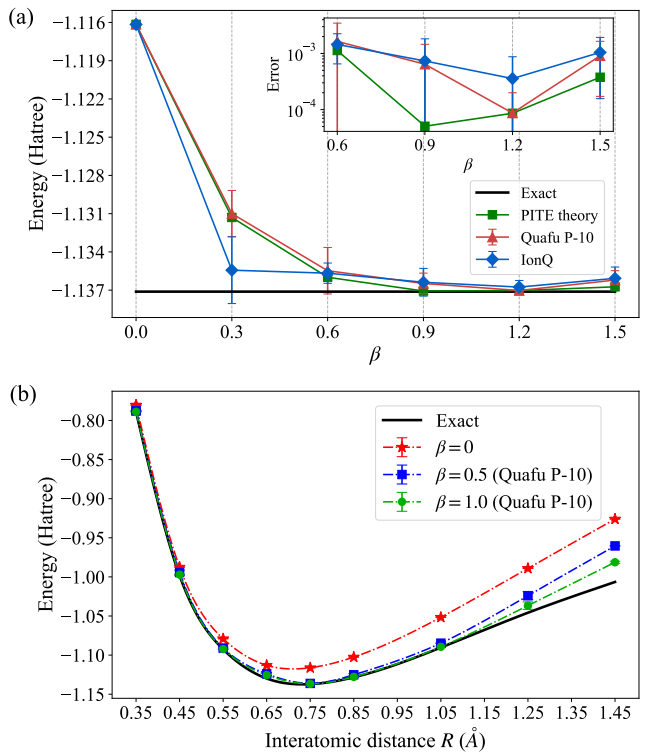 (a)
−1.116
−1.119
−1.122
−1.125
−1.128
−1.131
−1.134
−1.137
Energy (Hatree)
0.0 0.3 0.6 0.9 1.2 1.5
β
Error
10⁻³
10⁻⁴
0.6 0.9 1.2 1.5
β
Exact
PITE theory
Quafu P-10
IonQ
(b)
−0.80
−0.85
−0.90
−0.95
−1.00
−1.05
−1.10
−1.15
Energy (Hatree)
Exact
β = 0
β = 0.5 (Quafu P-10)
β = 1.0 (Quafu P-10)
0.35 0.45 0.55 0.65 0.75 0.85 0.95 1.05 1.15 1.25 1.35 1.45
Interatomic distance R (Å)